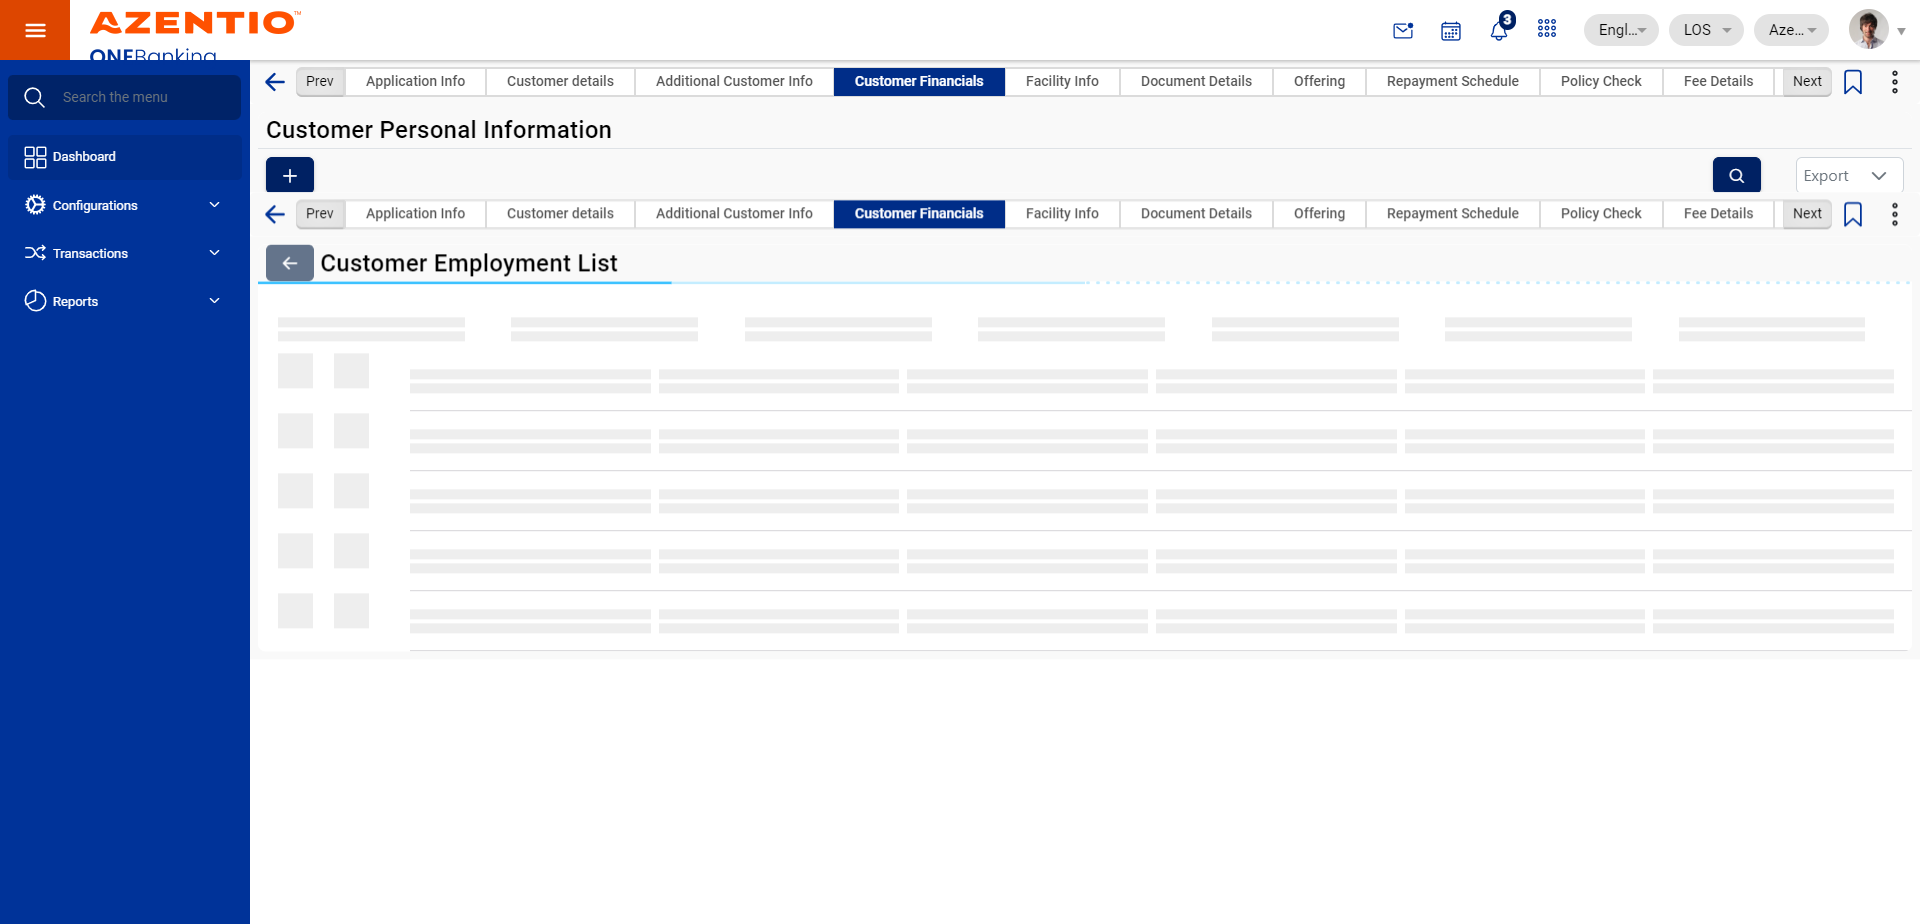 AZENTIO™
ONEBanking
3
Engl...
LOS
Aze...
Search the menu
Dashboard
Configurations
Transactions
Reports
Prev
Application Info
Customer details
Additional Customer Info
Customer Financials
Facility Info
Document Details
Offering
Repayment Schedule
Policy Check
Fee Details
Next
Customer Personal Information
Export
Prev
Application Info
Customer details
Additional Customer Info
Customer Financials
Facility Info
Document Details
Offering
Repayment Schedule
Policy Check
Fee Details
Next
Customer Employment List